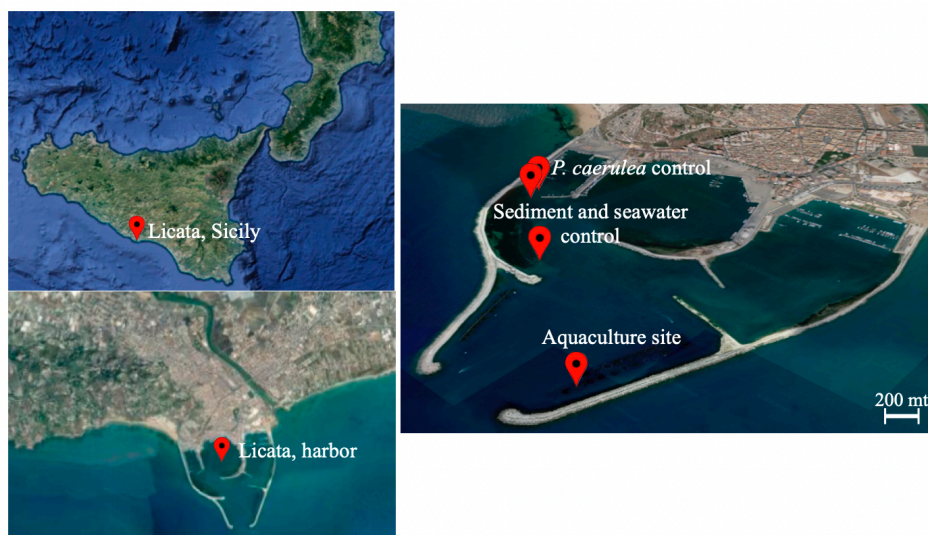 Licata, Sicily
Licata, harbor
P. caerulea control
Sediment and seawater
control
Aquaculture site
200 mt